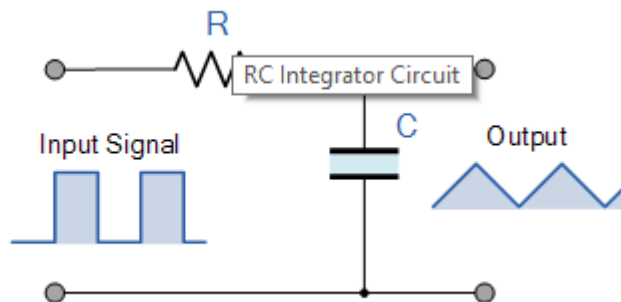 R
RC Integrator Circuit
C
Input Signal
Output